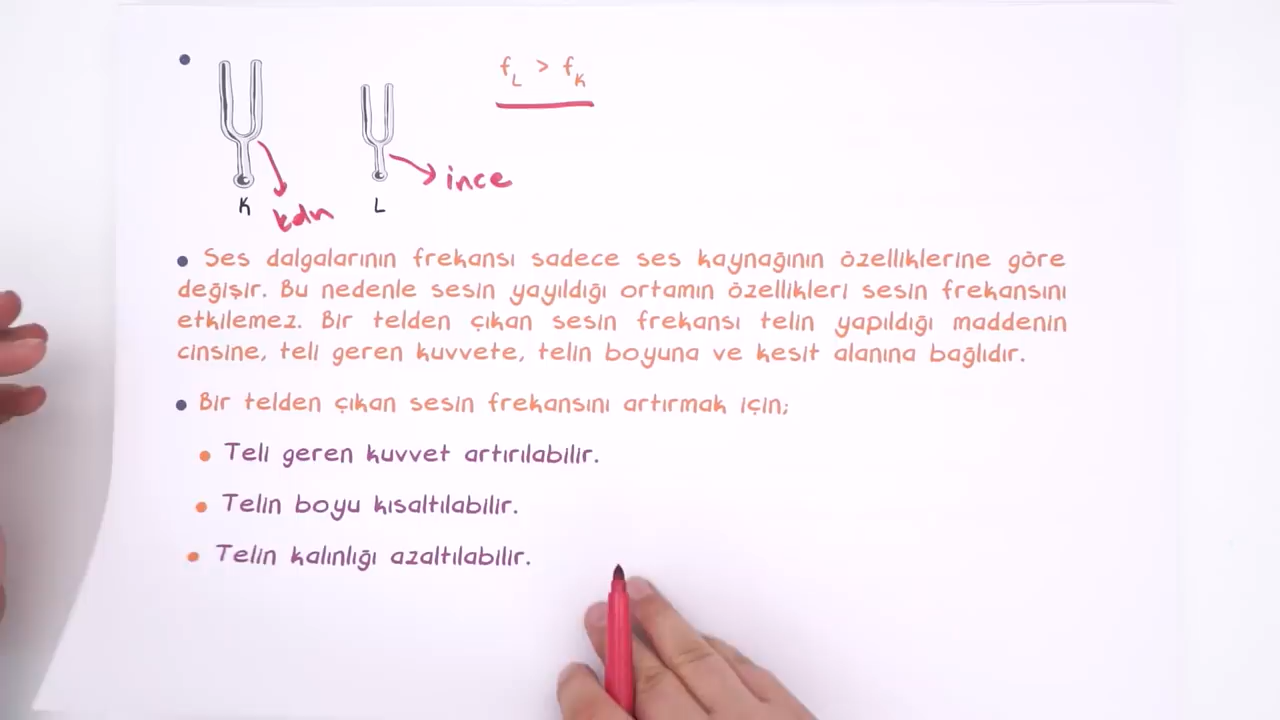 f_L > f_K
ince
kalın
K L
Ses dalgalarının frekansı sadece ses kaynağının özelliklerine göre
değişir. Bu nedenle sesin yayıldığı ortamın özellikleri sesin frekansını
etkilemez. Bir telden çıkan sesin frekansı telin yapıldığı maddenin
cinsine, teli geren kuvvete, telin boyuna ve kesit alanına bağlıdır.
Bir telden çıkan sesin frekansını artırmak için;
Teli geren kuvvet artırılabilir.
Telin boyu kısaltılabilir.
Telin kalınlığı azaltılabilir.